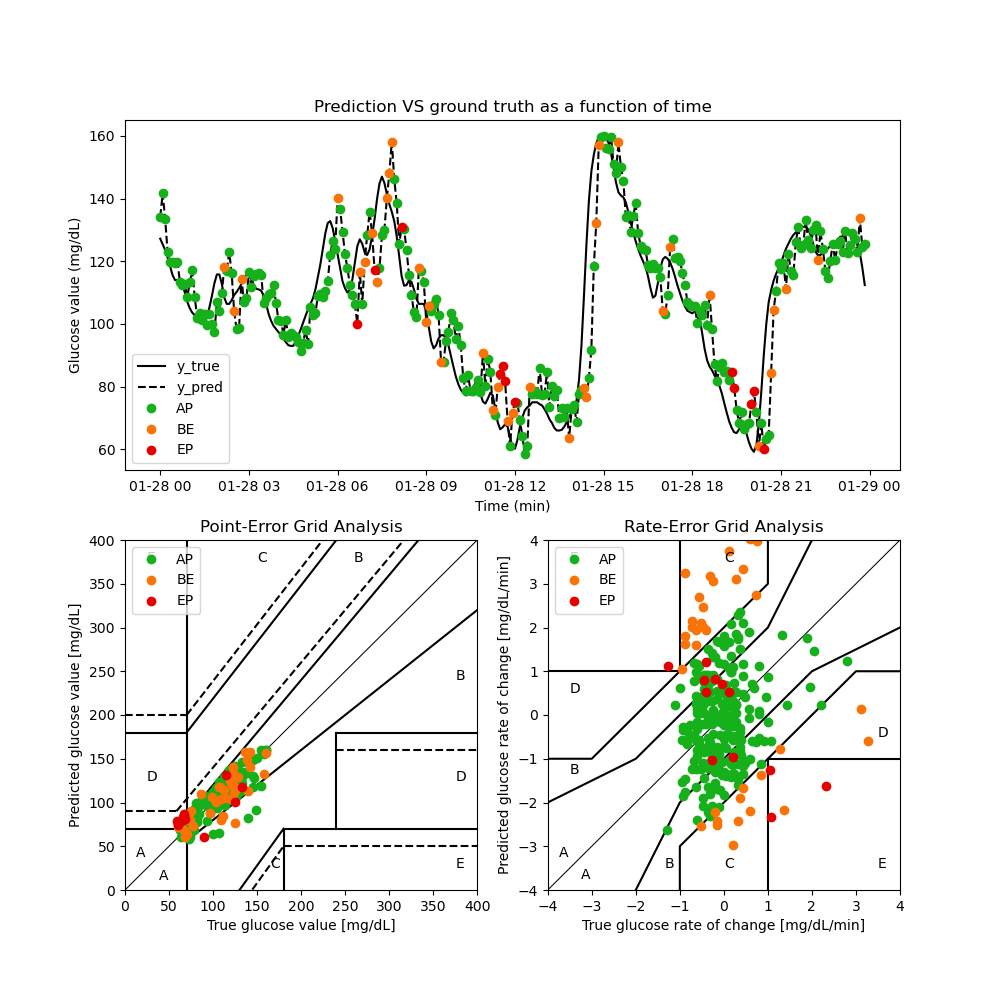 Prediction VS ground truth as a function of time
Glucose value (mg/dL)
160
140
120
100
80
60
y_true
y_pred
AP
BE
EP
01-28 00 01-28 03 01-28 06 01-28 09 01-28 12 01-28 15 01-28 18 01-28 21 01-29 00
Time (min)
Point-Error Grid Analysis
Predicted glucose value [mg/dL]
400
350
300
250
200
150
100
50
0
AP
BE
EP
C
B
B
D
D
A
A
C
E
0 50 100 150 200 250 300 350 400
True glucose value [mg/dL]
Rate-Error Grid Analysis
Predicted glucose rate of change [mg/dL/min]
4
3
2
1
0
−1
−2
−3
−4
AP
BE
EP
C
D
D
B
A
A
B
C
E
−4 −3 −2 −1 0 1 2 3 4
True glucose rate of change [mg/dL/min]